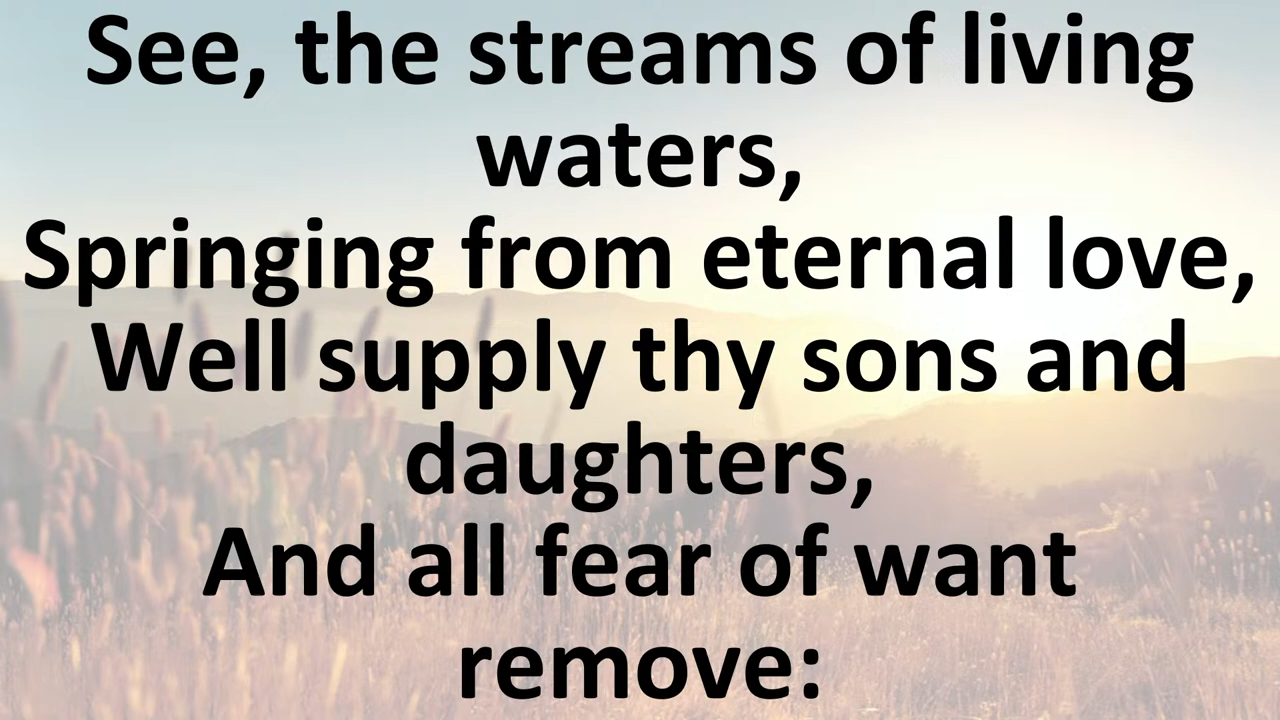 See, the streams of living
waters,
Springing from eternal love,
Well supply thy sons and
daughters,
And all fear of want
remove: